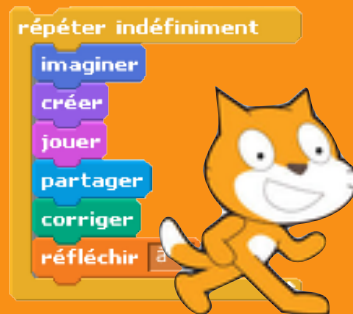 répéter indéfiniment
imaginer
créer
jouer
partager
corriger
réfléchir